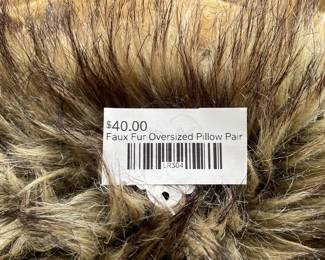 $40.00
Faux Fur Oversized Pillow Pair
LR304